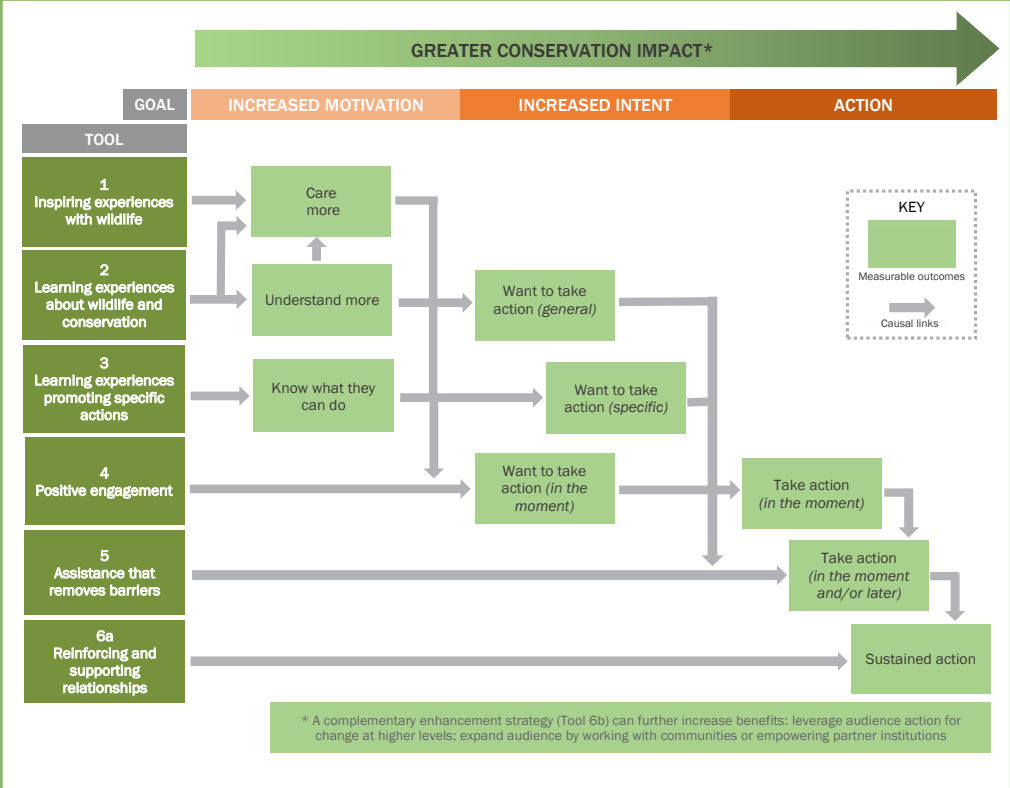 GREATER CONSERVATION IMPACT*
GOAL
INCREASED MOTIVATION
INCREASED INTENT
ACTION
TOOL
1
Inspiring experiences
with wildlife
Care
more
KEY
Measurable outcomes
Causal links
2
Learning experiences
about wildlife and
conservation
Understand more
Want to take
action (general)
3
Learning experiences
promoting specific
actions
Know what they
can do
Want to take
action (specific)
4
Positive engagement
Want to take
action (in the
moment)
Take action
(in the moment)
5
Assistance that
removes barriers
Take action
(in the moment
and/or later)
6a
Reinforcing and
supporting
relationships
Sustained action
* A complementary enhancement strategy (Tool 6b) can further increase benefits: leverage audience action for
change at higher levels; expand audience by working with communities or empowering partner institutions